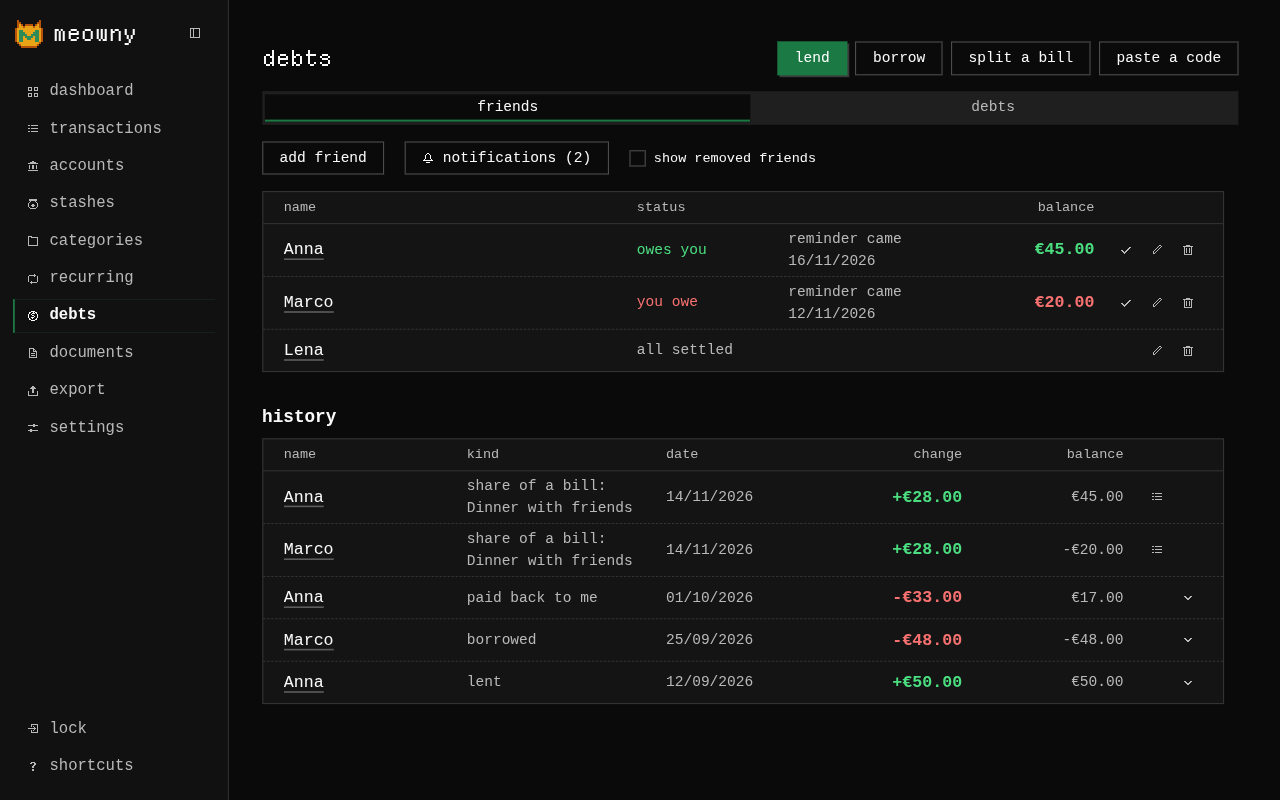 meowny
dashboard
transactions
accounts
stashes
categories
recurring
debts
documents
export
settings
lock
? shortcuts
debts
lend borrow split a bill paste a code
friends debts
add friend notifications (2) show removed friends
name status balance
Anna owes you reminder came 16/11/2026 €45.00
Marco you owe reminder came 12/11/2026 €20.00
Lena all settled
history
name kind date change balance
Anna share of a bill: Dinner with friends 14/11/2026 +€28.00 €45.00
Marco share of a bill: Dinner with friends 14/11/2026 +€28.00 -€20.00
Anna paid back to me 01/10/2026 -€33.00 €17.00
Marco borrowed 25/09/2026 -€48.00 -€48.00
Anna lent 12/09/2026 +€50.00 €50.00